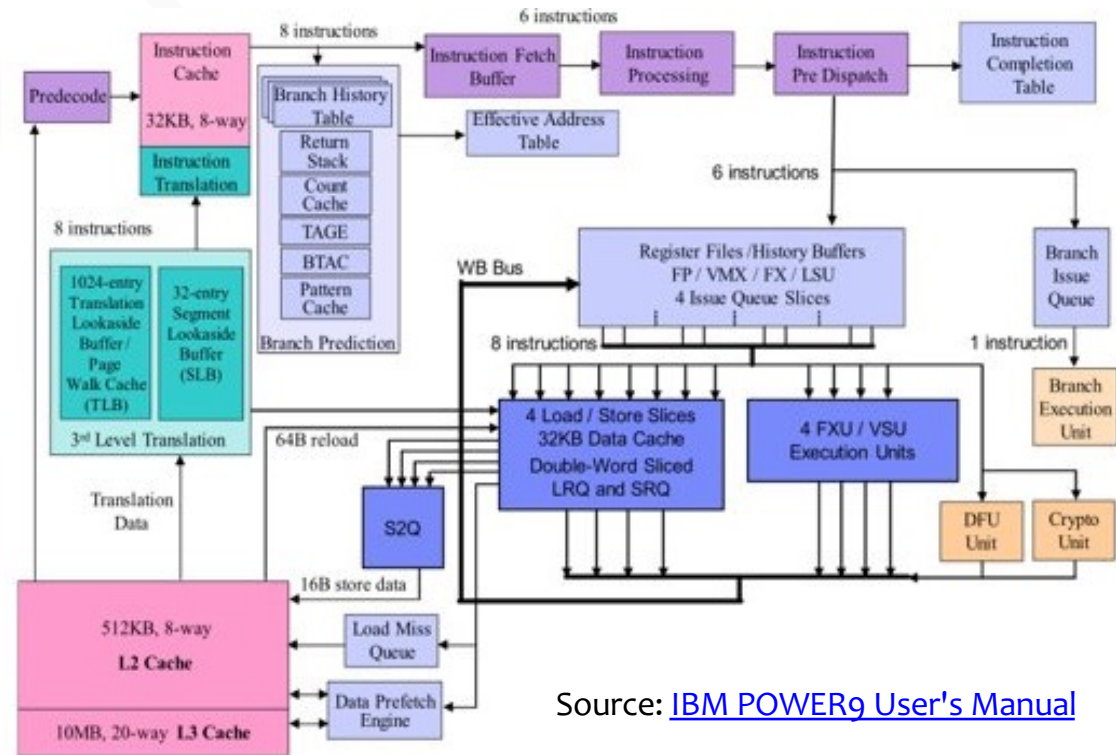 6 instructions
8 instructions
Instruction
Cache
32KB, 8-way
Instruction
Translation
Predecode
Instruction Fetch
Buffer
Instruction
Processing
Instruction
Pre Dispatch
Instruction
Completion
Table
Branch History
Table
Return
Stack
Count
Cache
TAGE
BTAC
Pattern
Cache
Branch Prediction
Effective Address
Table
6 instructions
8 instructions
1024-entry
Translation
Lookaside
Buffer /
Page
Walk Cache
(TLB)
32-entry
Segment
Lookaside
Buffer
(SLB)
3rd Level Translation
WB Bus
Register Files /History Buffers
FP / VMX / FX / LSU
4 Issue Queue Slices
Branch
Issue
Queue
8 instructions
1 instruction
Branch
Execution
Unit
64B reload
4 Load / Store Slices
32KB Data Cache
Double-Word Sliced
LRQ and SRQ
4 FXU / VSU
Execution Units
Translation
Data
S2Q
DFU
Unit
Crypto
Unit
16B store data
512KB, 8-way
L2 Cache
Load Miss
Queue
Data Prefetch
Engine
10MB, 20-way L3 Cache
Source: IBM POWER9 User's Manual